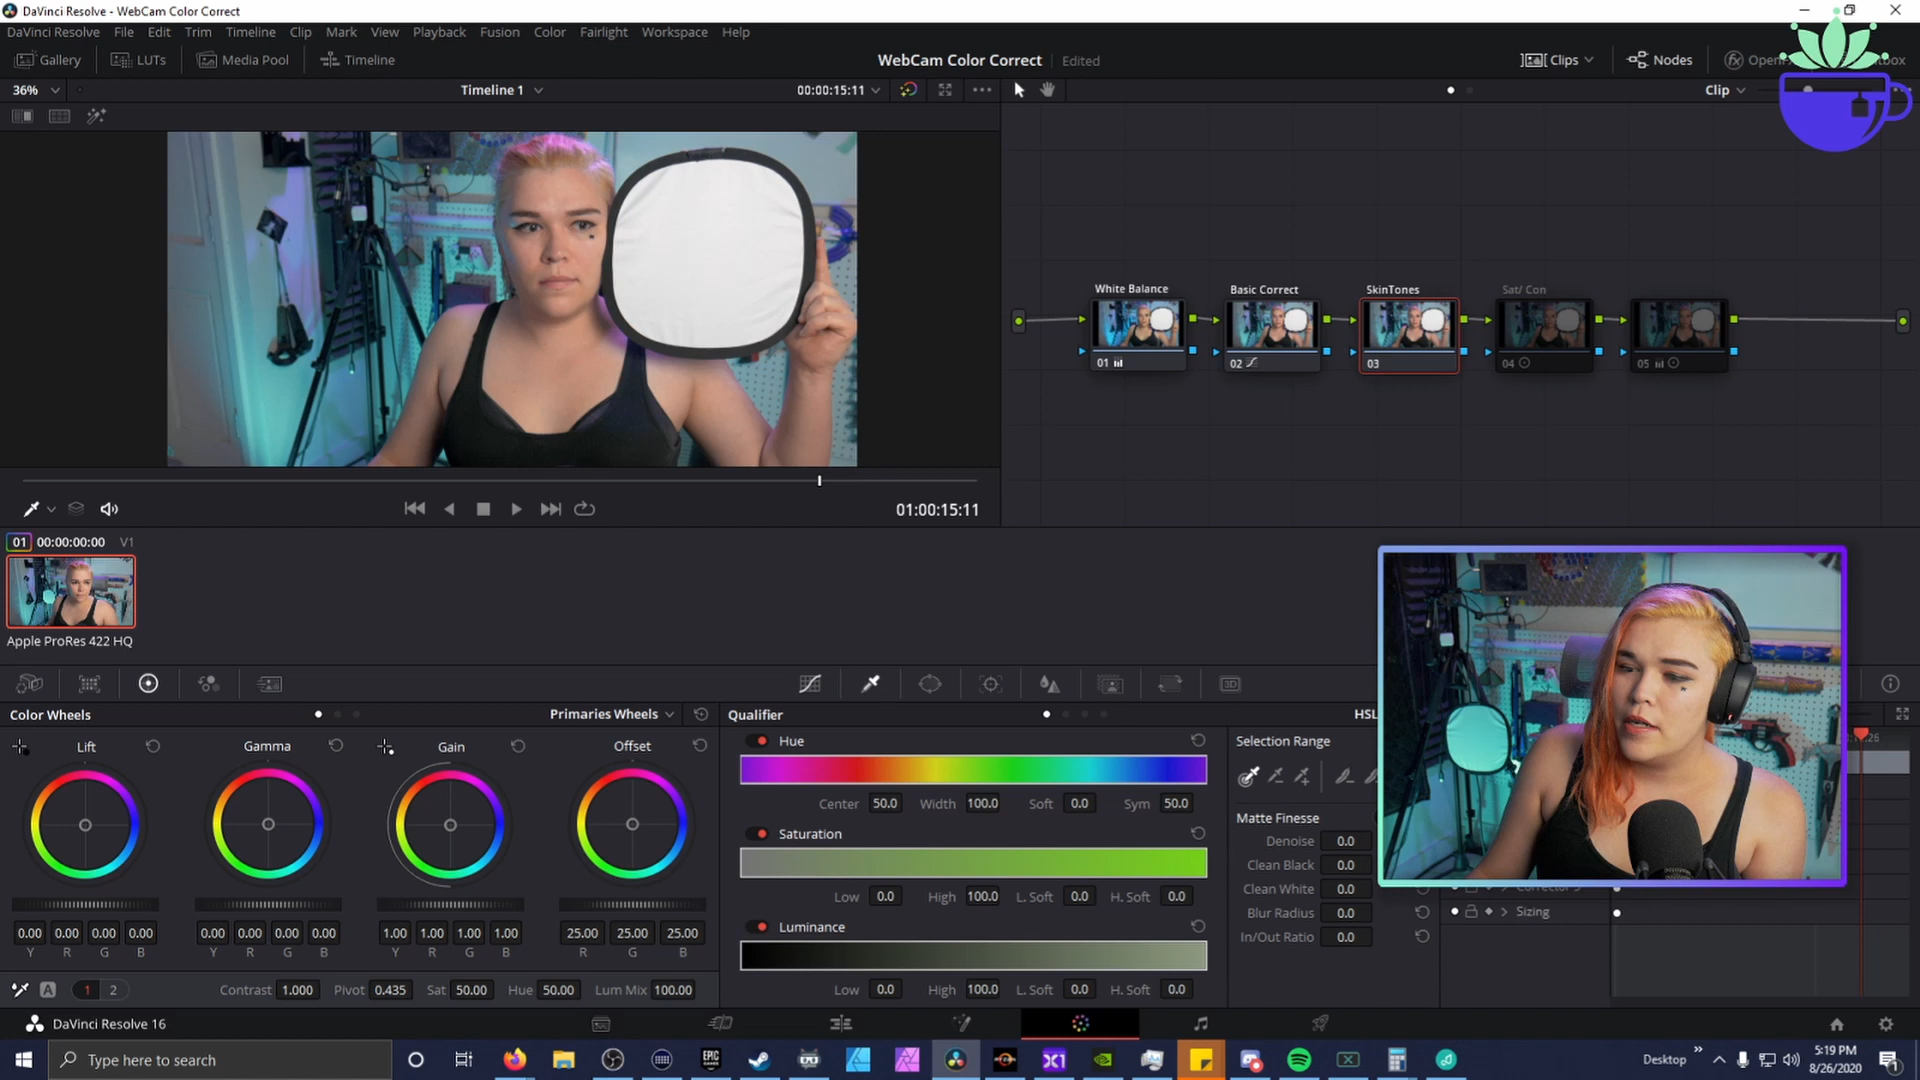 DaVinci Resolve - WebCam Color Correct
DaVinci Resolve File Edit Trim Timeline Clip Mark View Playback Fusion Color Fairlight Workspace Help
Gallery LUTs Media Pool Timeline WebCam Color Correct Edited Clips Nodes
36% Timeline 1 00:00:15:11 Clip
White Balance Basic Correct SkinTones Sat/ Con
01 02 03 04 05
01:00:15:11
01 00:00:00:00 V1
Apple ProRes 422 HQ
Color Wheels Primaries Wheels Qualifier HSL
Lift Gamma Gain Offset
Hue
Selection Range
Center 50.0 Width 100.0 Soft 0.0 Sym 50.0
Matte Finesse
Saturation
Denoise 0.0
Clean Black 0.0
Clean White 0.0
Low 0.0 High 100.0 L. Soft 0.0 H. Soft 0.0
Blur Radius 0.0 Sizing
Luminance
In/Out Ratio 0.0
0.00 0.00 0.00 0.00 0.00 0.00 0.00 0.00 1.00 1.00 1.00 1.00 25.00 25.00 25.00
Y R G B Y R G B Y R G B R G B
A 1 2 Contrast 1.000 Pivot 0.435 Sat 50.00 Hue 50.00 Lum Mix 100.00
Low 0.0 High 100.0 L. Soft 0.0 H. Soft 0.0
DaVinci Resolve 16
Type here to search
EPIC GAMES
Desktop
5:19 PM
8/26/2020
1